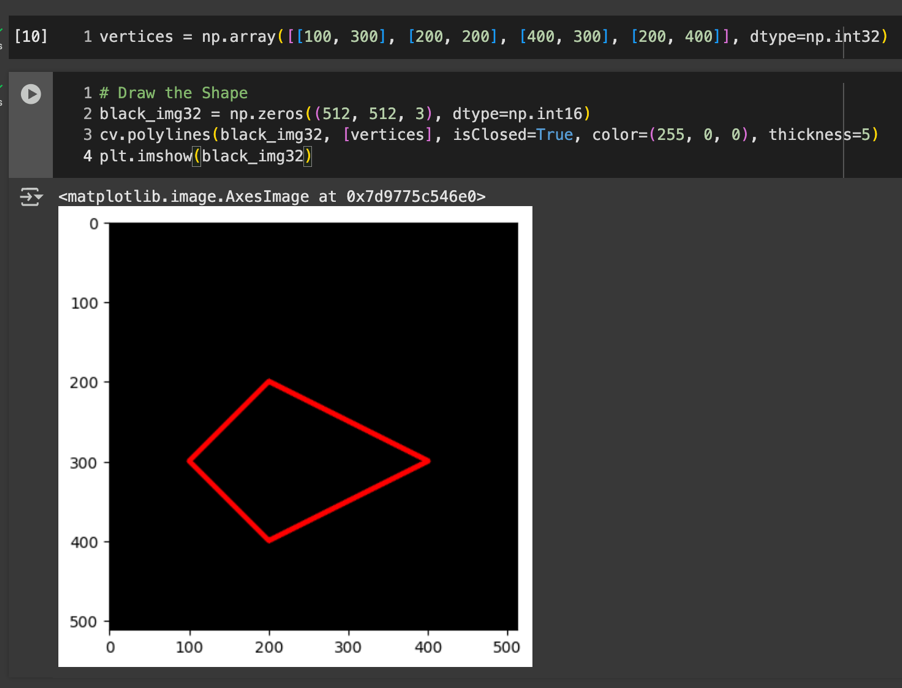 [10] 1 vertices = np.array([[100, 300], [200, 200], [400, 300], [200, 400]], dtype=np.int32)
1 # Draw the Shape
2 black_img32 = np.zeros((512, 512, 3), dtype=np.int16)
3 cv.polylines(black_img32, [vertices], isClosed=True, color=(255, 0, 0), thickness=5)
4 plt.imshow(black_img32)
<matplotlib.image.AxesImage at 0x7d9775c546e0>
0
100
200
300
400
500
0 100 200 300 400 500